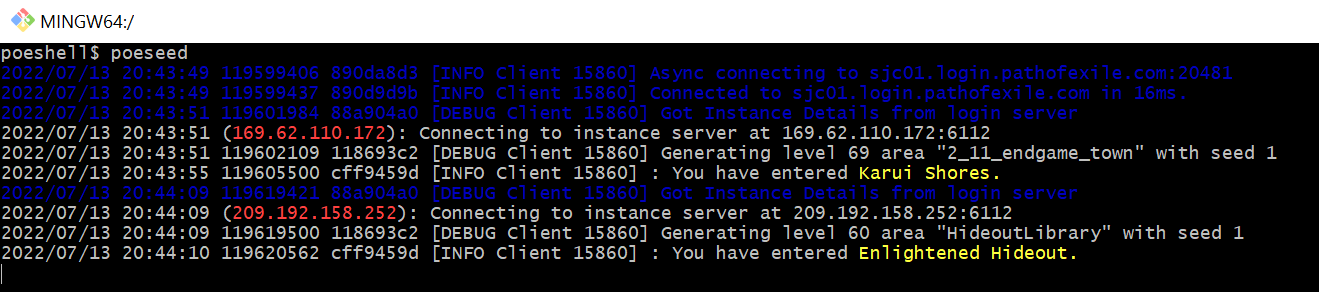 MINGW64:/
poeshell$ poeseed
2022/07/13 20:43:49 119599406 890da8d3 [INFO Client 15860] Async connecting to sjc01.login.pathofexile.com:20481
2022/07/13 20:43:49 119599437 890d9d9b [INFO Client 15860] Connected to sjc01.login.pathofexile.com in 16ms.
2022/07/13 20:43:51 119601984 88a904a0 [DEBUG Client 15860] Got Instance Details from login server
2022/07/13 20:43:51 (169.62.110.172): Connecting to instance server at 169.62.110.172:6112
2022/07/13 20:43:51 119602109 118693c2 [DEBUG Client 15860] Generating level 69 area "2_11_endgame_town" with seed 1
2022/07/13 20:43:55 119605500 cff9459d [INFO Client 15860] : You have entered Karui Shores.
2022/07/13 20:44:09 119619421 88a904a0 [DEBUG Client 15860] Got Instance Details from login server
2022/07/13 20:44:09 (209.192.158.252): Connecting to instance server at 209.192.158.252:6112
2022/07/13 20:44:09 119619500 118693c2 [DEBUG Client 15860] Generating level 60 area "HideoutLibrary" with seed 1
2022/07/13 20:44:10 119620562 cff9459d [INFO Client 15860] : You have entered Enlightened Hideout.